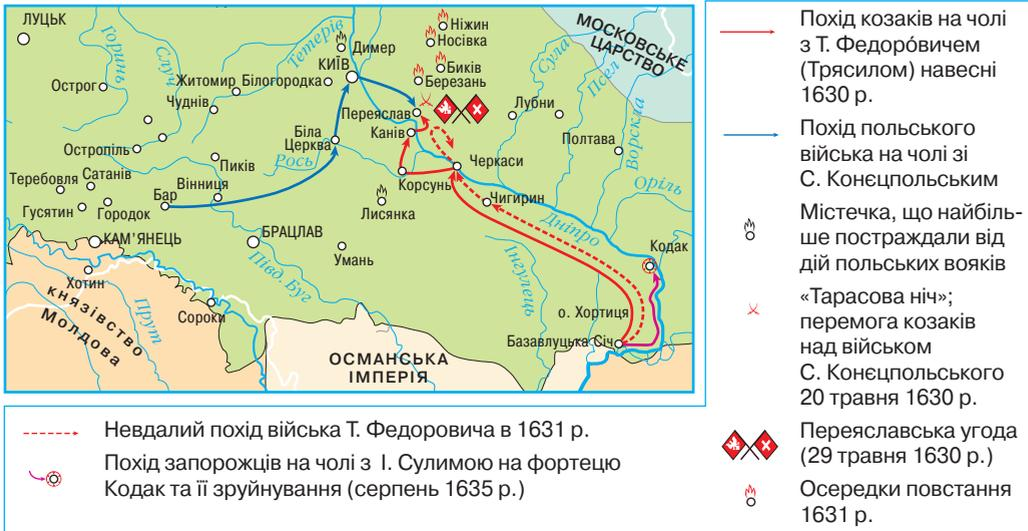 ЛУЦЬК
Горинь
Случ
Тетерів
Димер
Ніжин
Носівка
МОСКОВСЬКЕ
ЦАРСТВО
КИЇВ
Биків
Березань
Сула
Псел
Острог
Житомир
Білогородка
Чуднів
Переяслав
Лубни
Ворскла
Остропіль
Біла
Церква
Канів
Полтава
Рось
Пиків
Черкаси
Теребовля
Сатанів
Вінниця
Корсунь
Оріль
Бар
Гусятин
Городок
Лисянка
Чигирин
Дніпро
КАМ'ЯНЕЦЬ
БРАЦЛАВ
Умань
Кодак
Півд. Буг
Інгулець
Хотин
князівство
Молдова
Прут
Сороки
о. Хортиця
Базавлуцька Січ
ОСМАНСЬКА
ІМПЕРІЯ
Похід козаків на чолі
з Т. Федоро́вичем
(Трясилом) навесні
1630 р.
Похід польського
війська на чолі зі
С. Конєцпольським
Містечка, що найбіль-
ше постраждали від
дій польських вояків
«Тарасова ніч»;
перемога козаків
над військом
С. Конєцпольського
20 травня 1630 р.
Переяславська угода
(29 травня 1630 р.)
Осередки повстання
1631 р.
Невдалий похід війська Т. Федоровича в 1631 р.
Похід запорожців на чолі з І. Сулимою на фортецю
Кодак та її зруйнування (серпень 1635 р.)